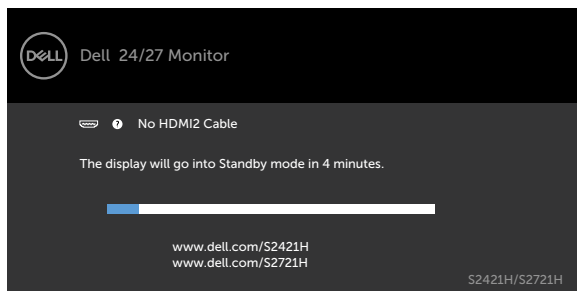 DELL
Dell 24/27 Monitor
? No HDMI2 Cable
The display will go into Standby mode in 4 minutes.
www.dell.com/S2421H
www.dell.com/S2721H
S2421H/S2721H